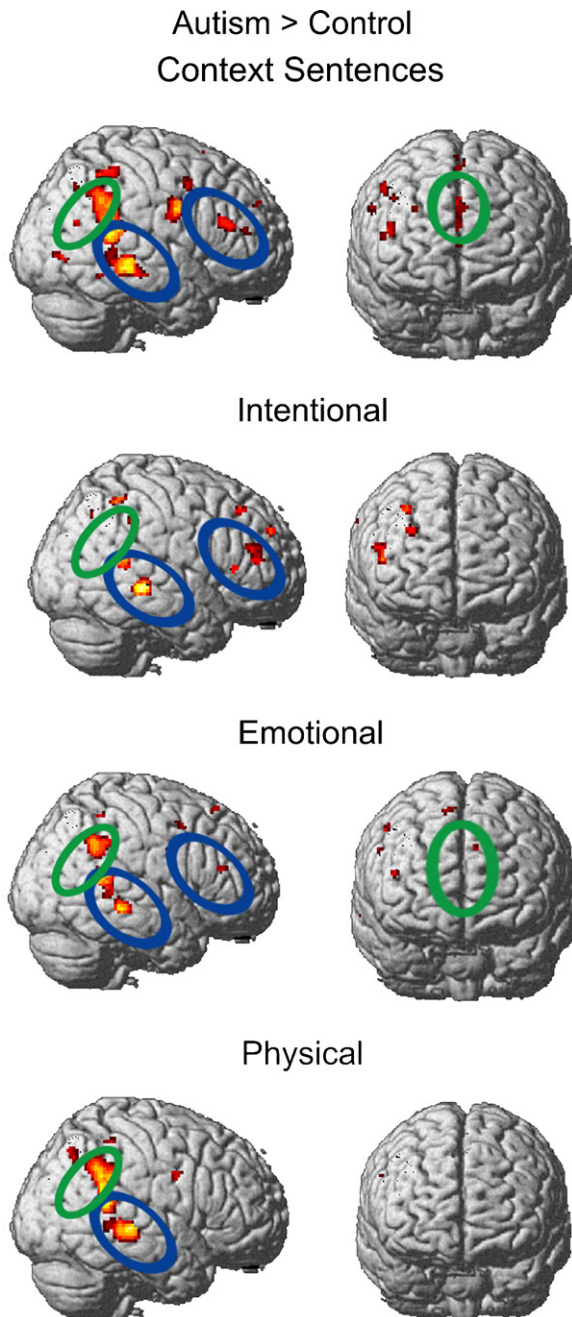 Autism > Control
Context Sentences
Intentional
Emotional
Physical